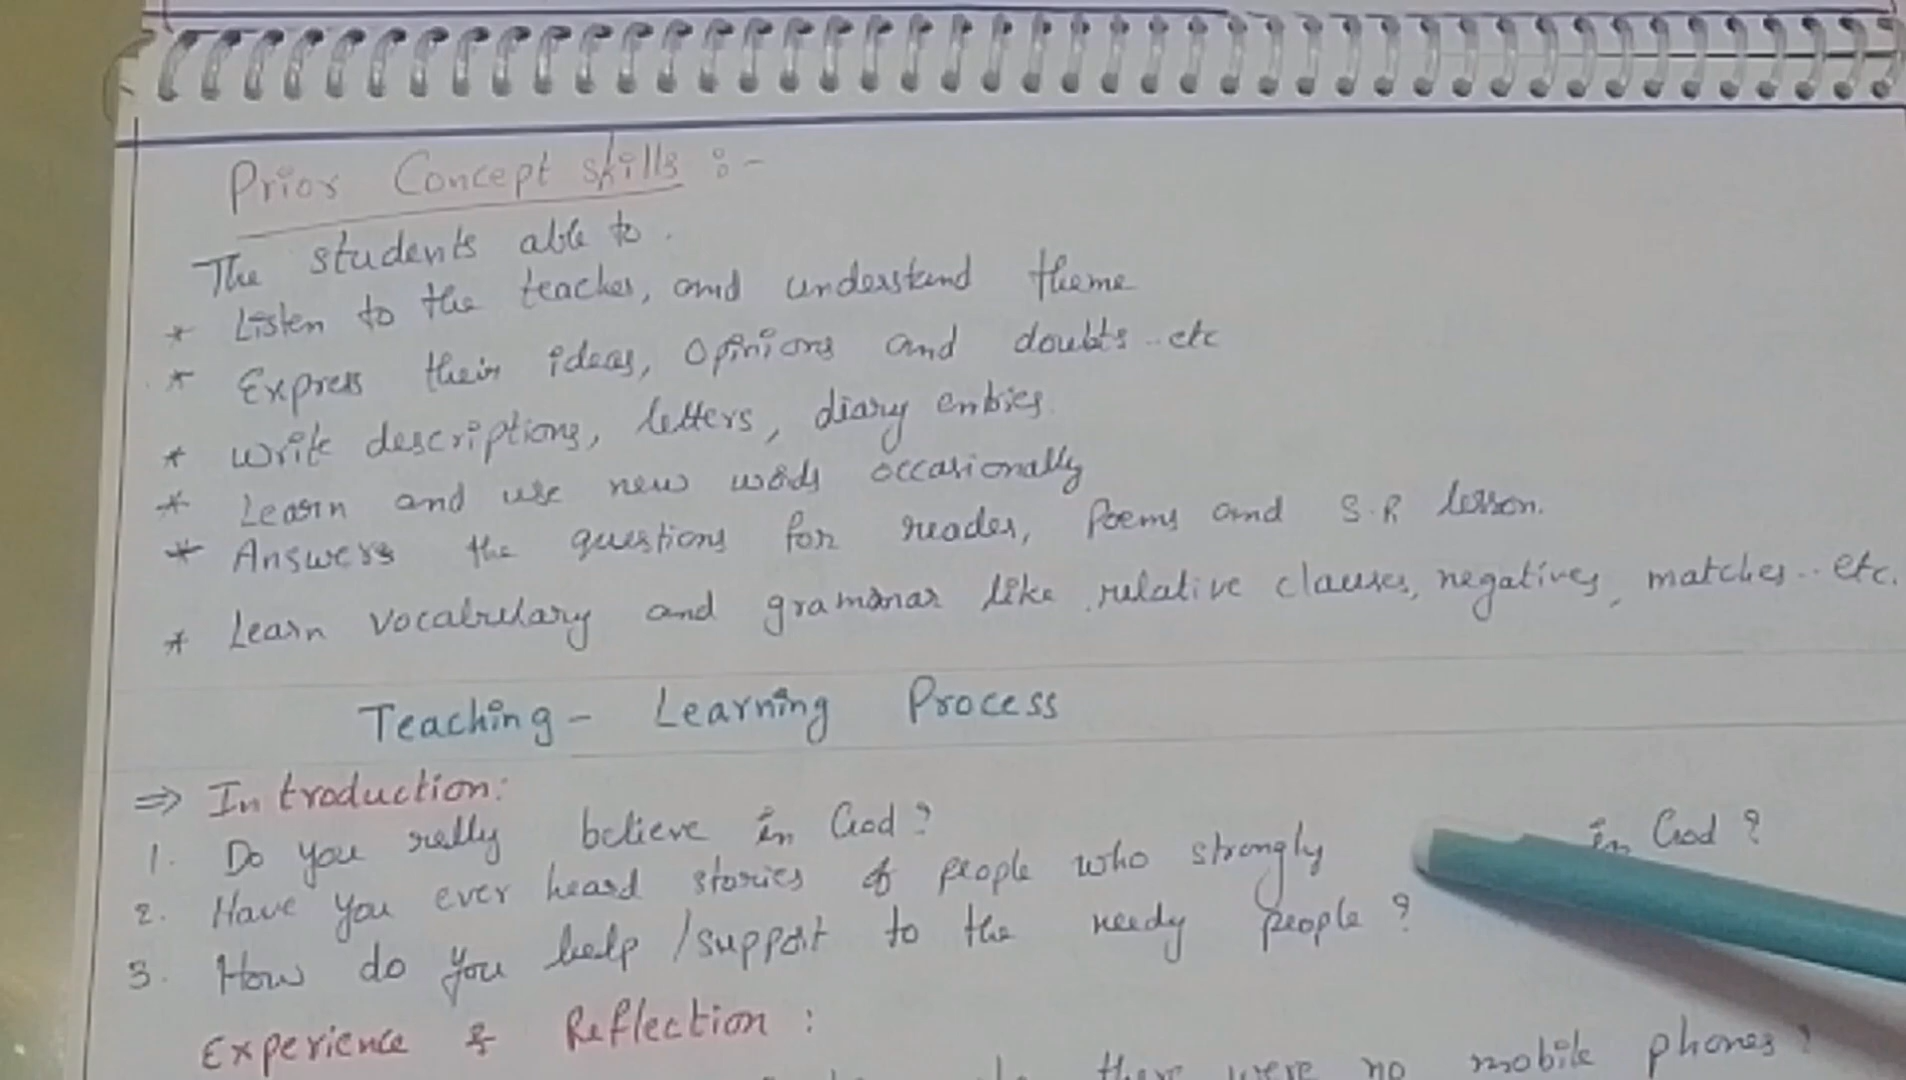 Prior Concept skills :-
The students able to.
* Listen to the teacher, and understand theme
* Express their ideas, opinions and doubts..etc
* write descriptions, letters, diary entries.
* Learn and use new words occasionally
* Answers the questions for reader, Poems and S.R lesson.
* Learn vocabulary and grammar like relative clauses, negatives, matches..etc.
Teaching - Learning Process
⇒ Introduction:
1. Do you really believe in God?
2. Have you ever heard stories of people who strongly in God?
3. How do you help /support to the needy people?
Experience & Reflection :
there were no mobile phones?